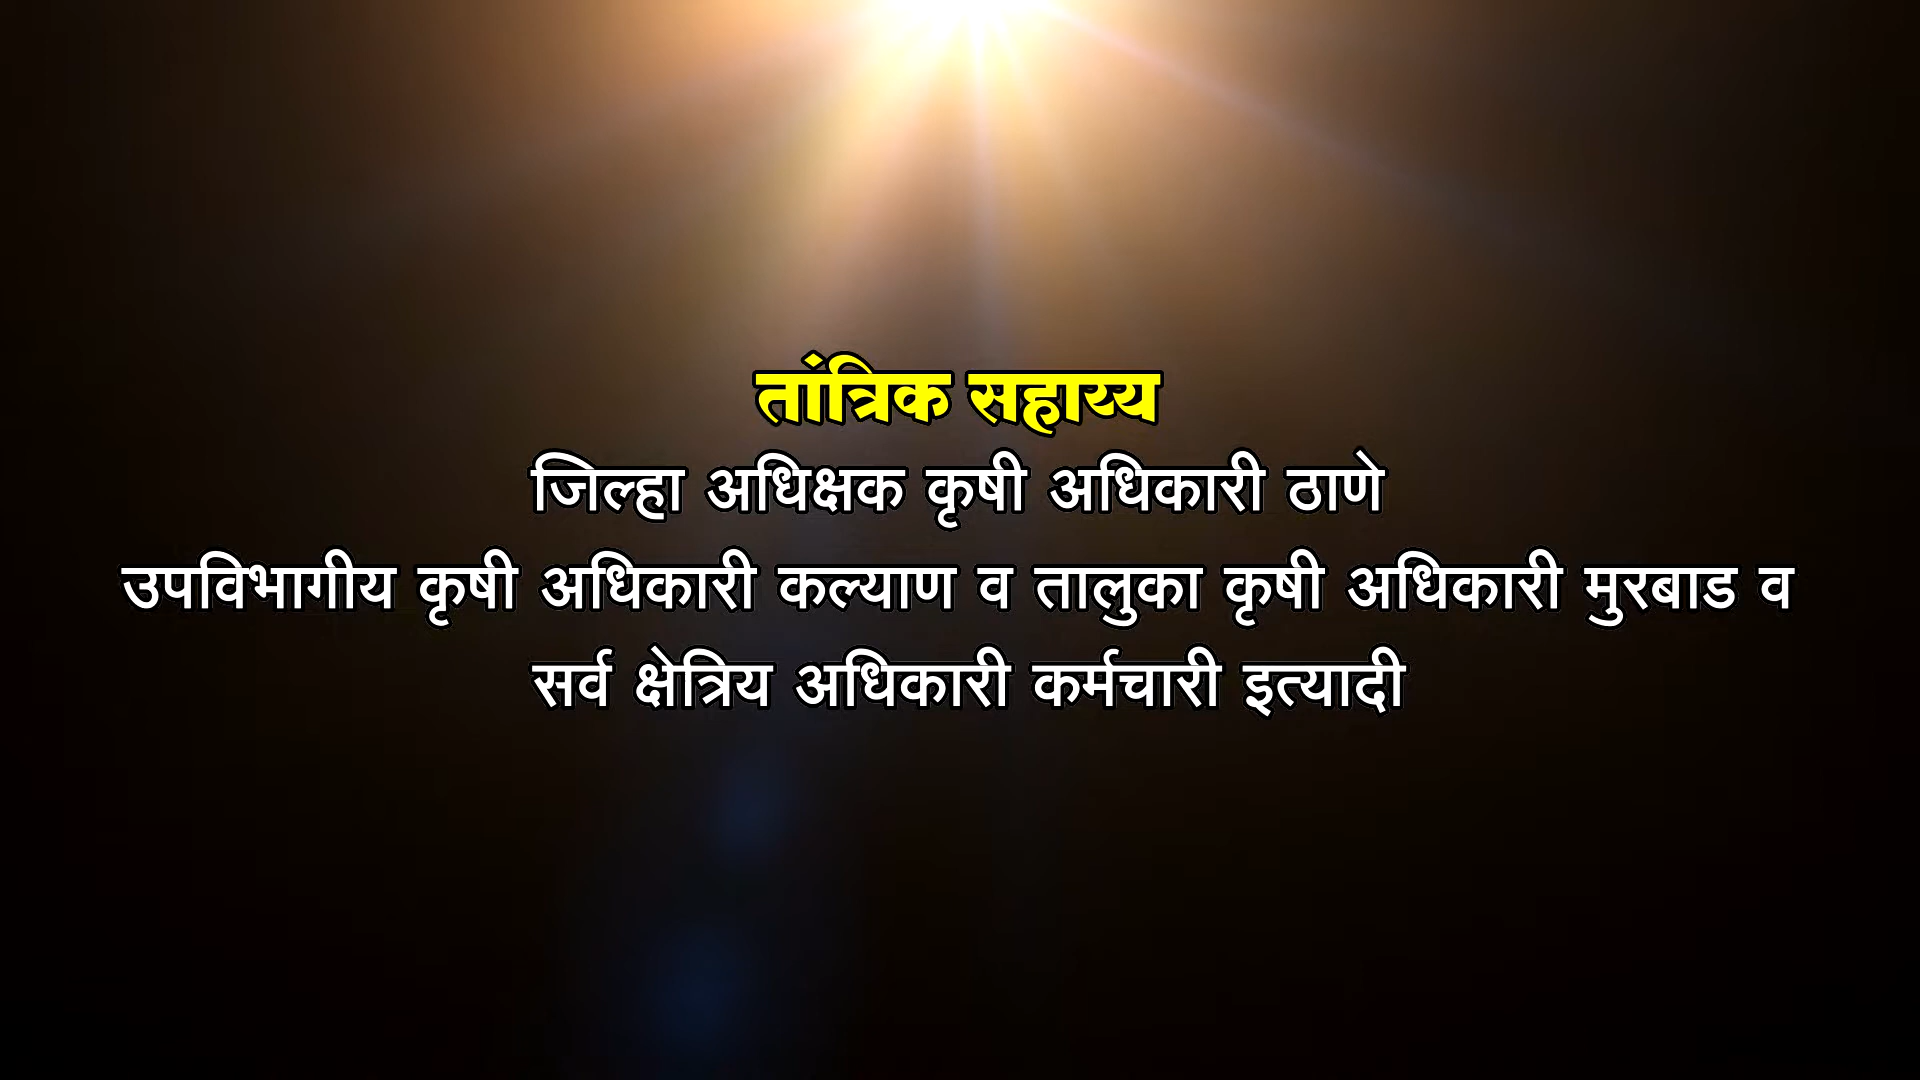 तांत्रिक सहाय्य
जिल्हा अधिक्षक कृषी अधिकारी ठाणे
उपविभागीय कृषी अधिकारी कल्याण व तालुका कृषी अधिकारी मुरबाड व
सर्व क्षेत्रिय अधिकारी कर्मचारी इत्यादी